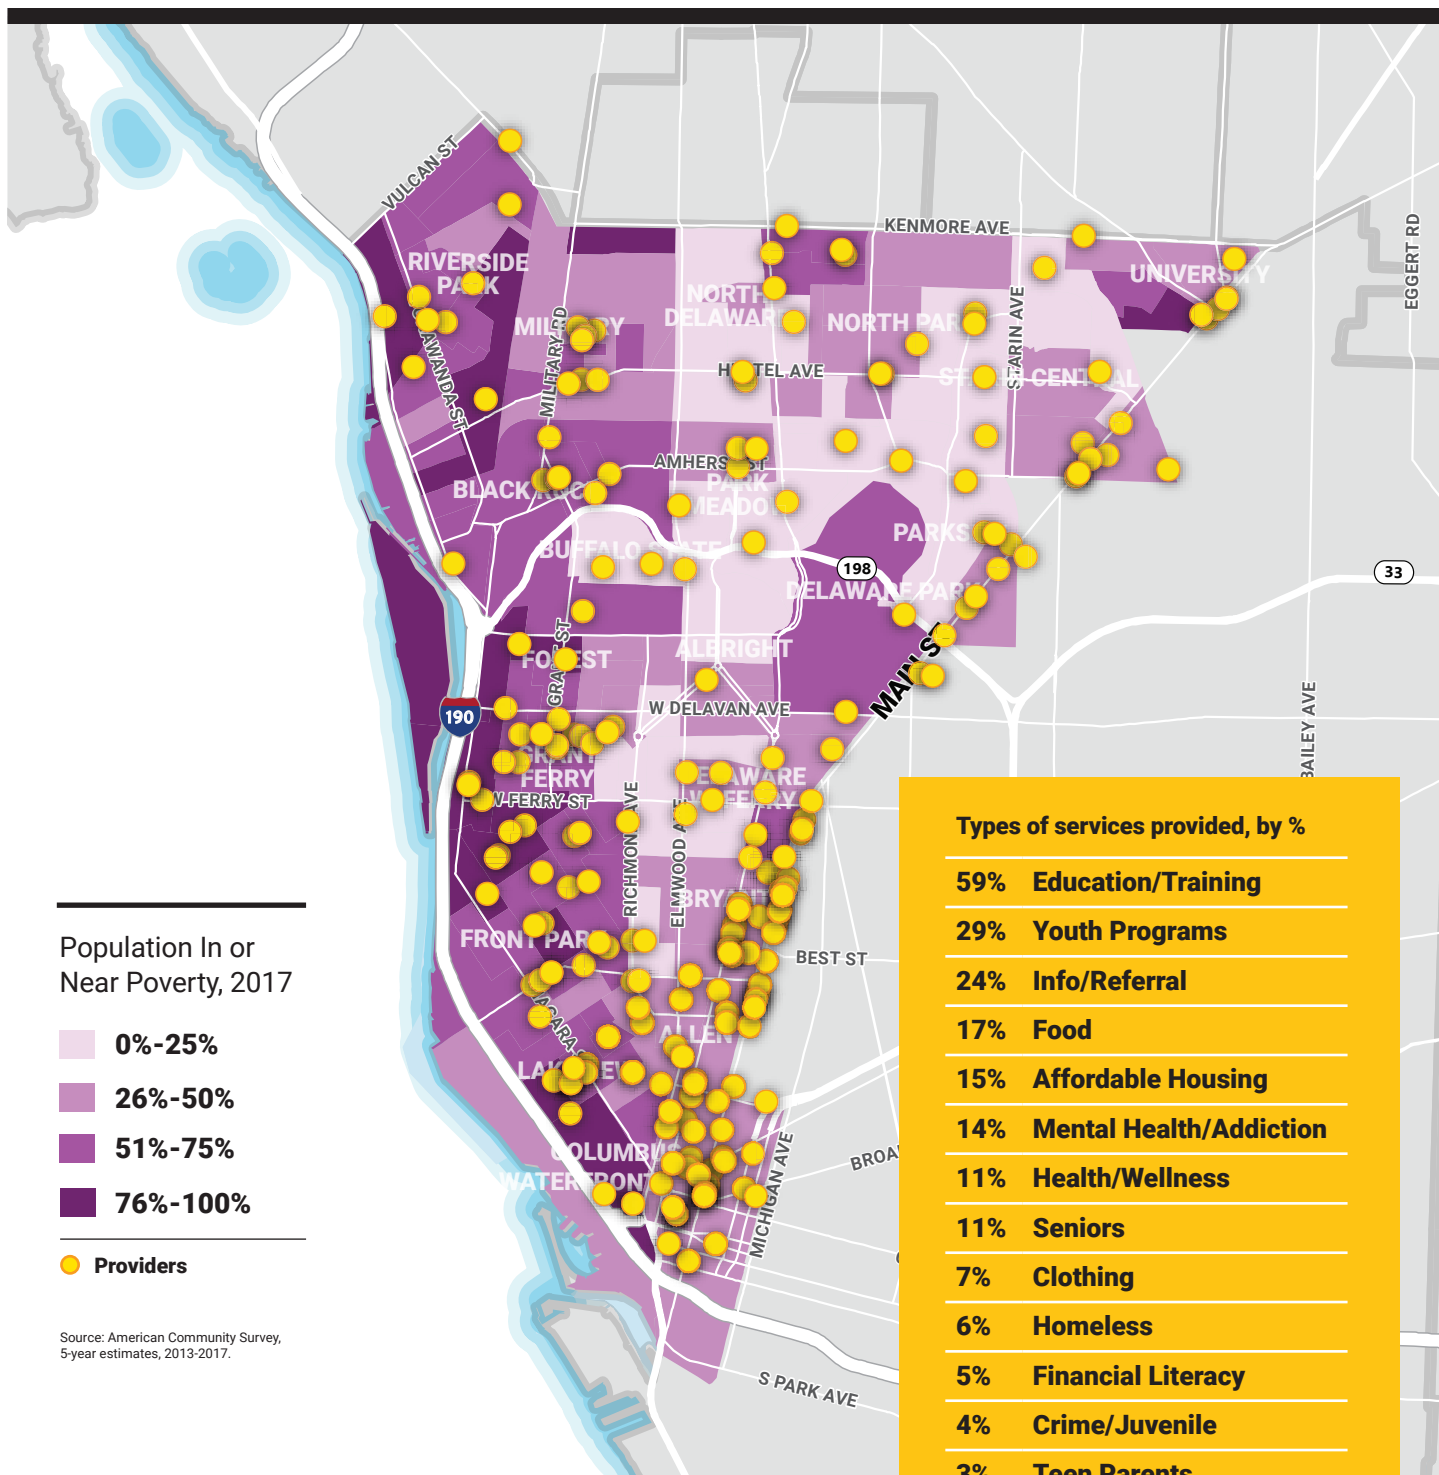 VULCAN ST
KENMORE AVE
EGGERT RD
RIVERSIDE
PARK
UNIVERSITY
NORTH
DELAWARE
MILITARY
NORTH PARK
MILITARY RD
STARIN AVE
HERTEL AVE
CENTRAL
AMHERST ST
PARK
MEADOW
BLACK ROCK
PARKSIDE
BUFFALO STATE
198
33
DELAWARE PARK
MAIN ST
ALBRIGHT
FOREST
GRANT ST
W DELAVAN AVE
190
BAILEY AVE
GRANT
FERRY
DELAWARE
W FERRY
W FERRY ST
RICHMOND AVE
ELMWOOD AVE
BRYANT
FRONT PARK
BEST ST
ALLEN
COLUMBUS
WATERFRONT
MICHIGAN AVE
S PARK AVE
Population In or
Near Poverty, 2017
0%-25%
26%-50%
51%-75%
76%-100%
Providers
Source: American Community Survey,
5-year estimates, 2013-2017.
Types of services provided, by %
59% Education/Training
29% Youth Programs
24% Info/Referral
17% Food
15% Affordable Housing
14% Mental Health/Addiction
11% Health/Wellness
11% Seniors
7% Clothing
6% Homeless
5% Financial Literacy
4% Crime/Juvenile
3% Teen Parents